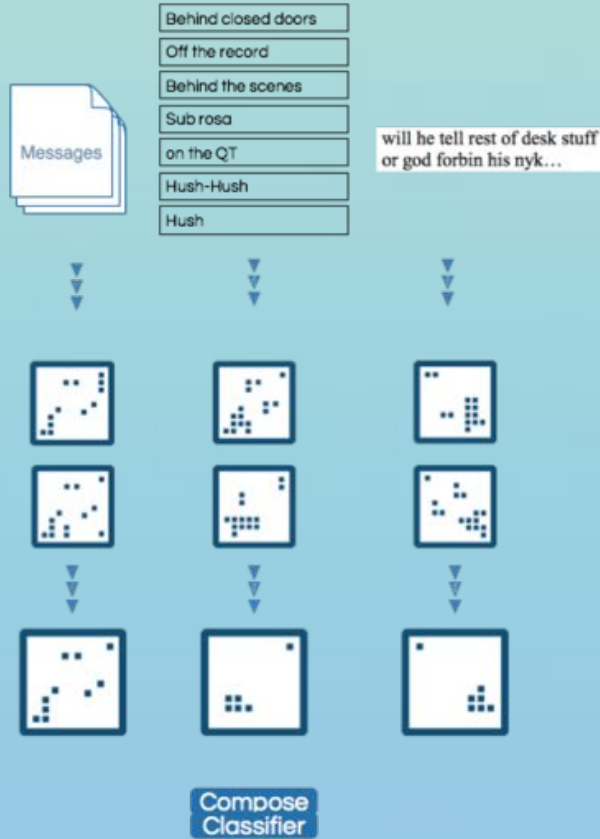 Behind closed doors
Off the record
Behind the scenes
Sub rosa
on the QT
Hush-Hush
Hush
Messages
will he tell rest of desk stuff
or god forbin his nyk...
Compose
Classifier